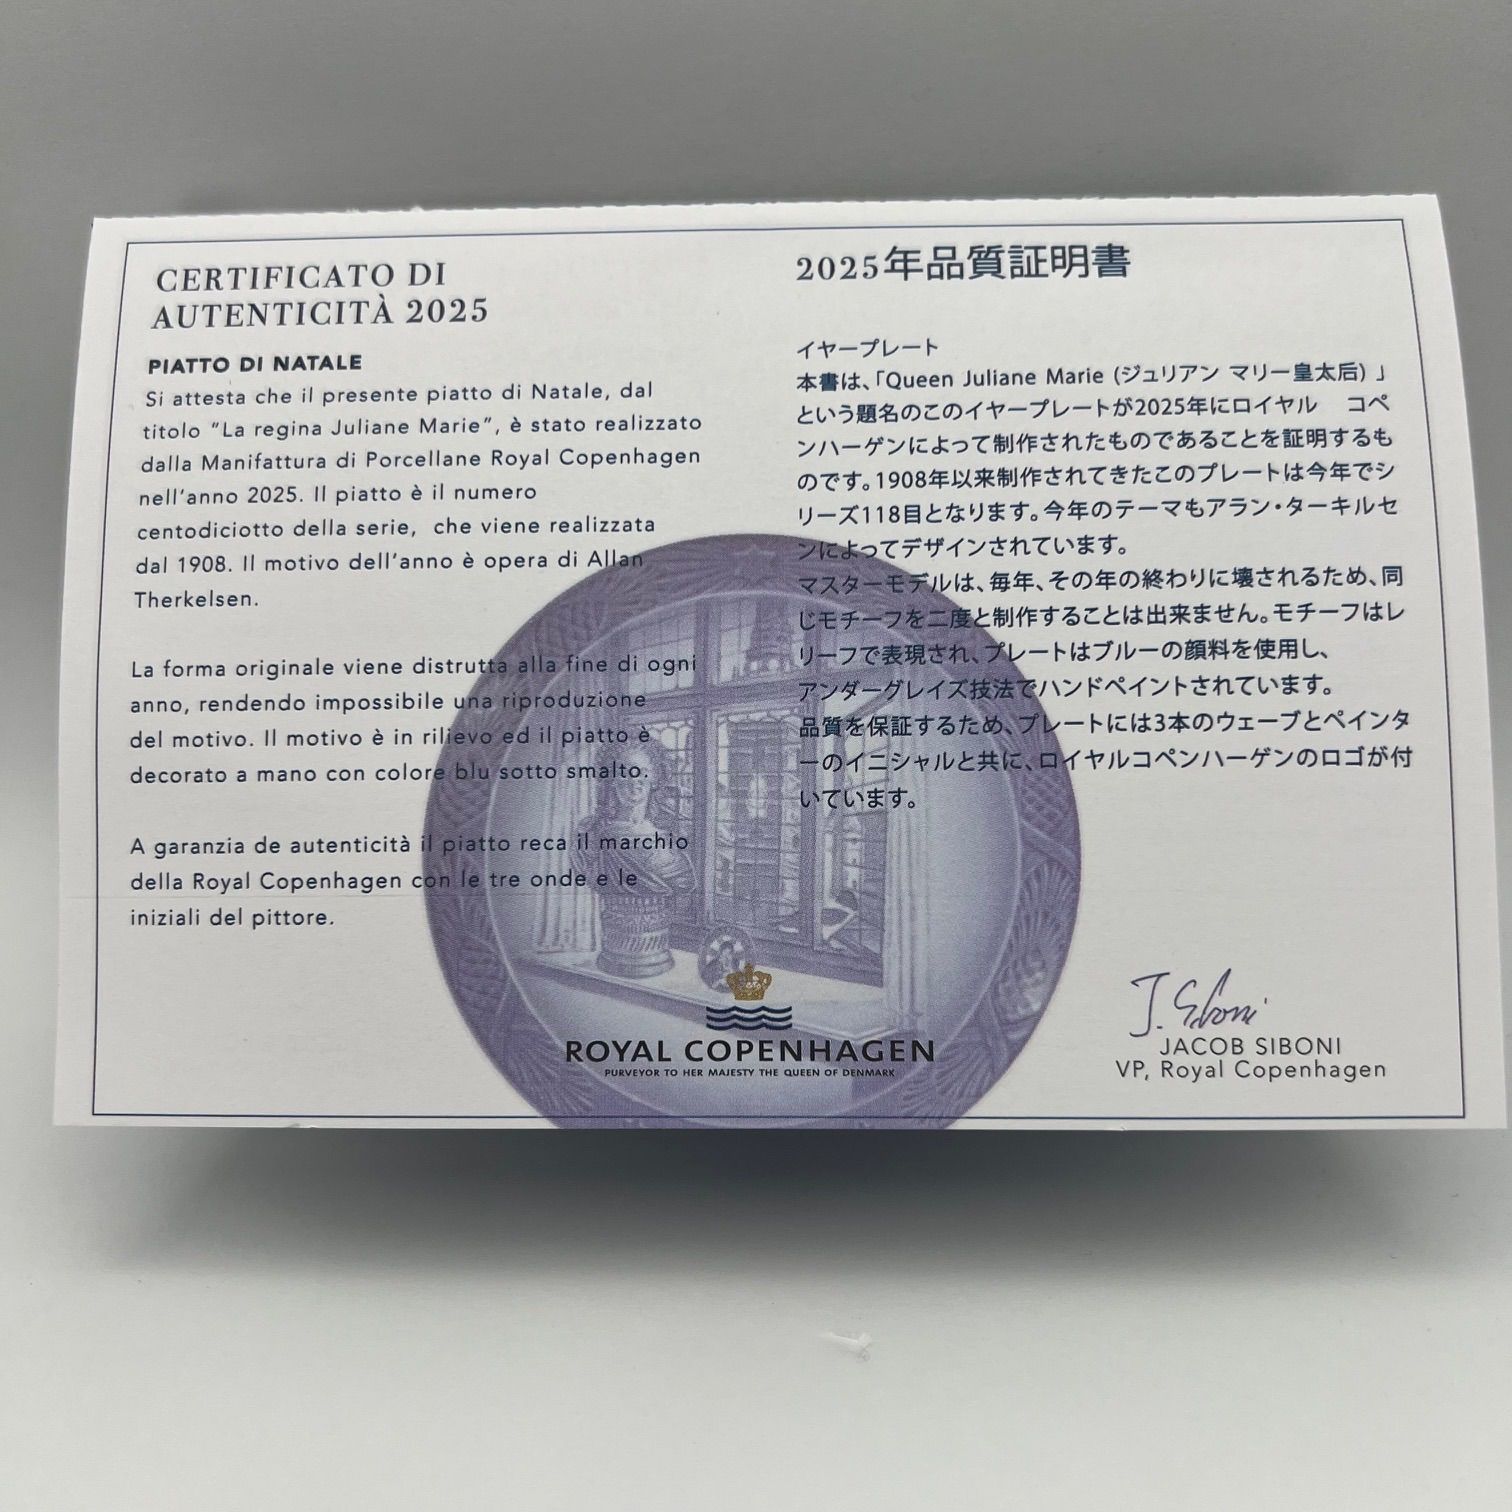 CERTIFICATO DI
AUTENTICITÀ 2025
PIATTO DI NATALE
Si attesta che il presente piatto di Natale, dal
titolo “La regina Juliane Marie”, è stato realizzato
dalla Manifattura di Porcellane Royal Copenhagen
nell’anno 2025. Il piatto è il numero
centodiciotto della serie, che viene realizzata
dal 1908. Il motivo dell’anno è opera di Allan
Therkelsen.
La forma originale viene distrutta alla fine di ogni
anno, rendendo impossibile una riproduzione
del motivo. Il motivo è in rilievo ed il piatto è
decorato a mano con colore blu sotto smalto.
A garanzia de autenticità il piatto reca il marchio
della Royal Copenhagen con le tre onde e le
iniziali del pittore.
2025年品質証明書
イヤープレート
本書は、「Queen Juliane Marie (ジュリアン マリー皇太后) 」
という題名のこのイヤープレートが2025年にロイヤル コペ
ンハーゲンによって制作されたものであることを証明するも
のです。1908年以来制作されてきたこのプレートは今年でシ
リーズ118目となります。今年のテーマもアラン・ターキルセ
ンによってデザインされています。
マスターモデルは、毎年、その年の終わりに壊されるため、同
じモチーフを二度と制作することは出来ません。モチーフはレ
リーフで表現され、プレートはブルーの顔料を使用し、
アンダーグレイズ技法でハンドペイントされています。
品質を保証するため、プレートには3本のウェーブとペインタ
ーのイニシャルと共に、ロイヤルコペンハーゲンのロゴが付
いています。
J. Siboni
JACOB SIBONI
VP, Royal Copenhagen
ROYAL COPENHAGEN
PURVEYOR TO HER MAJESTY THE QUEEN OF DENMARK